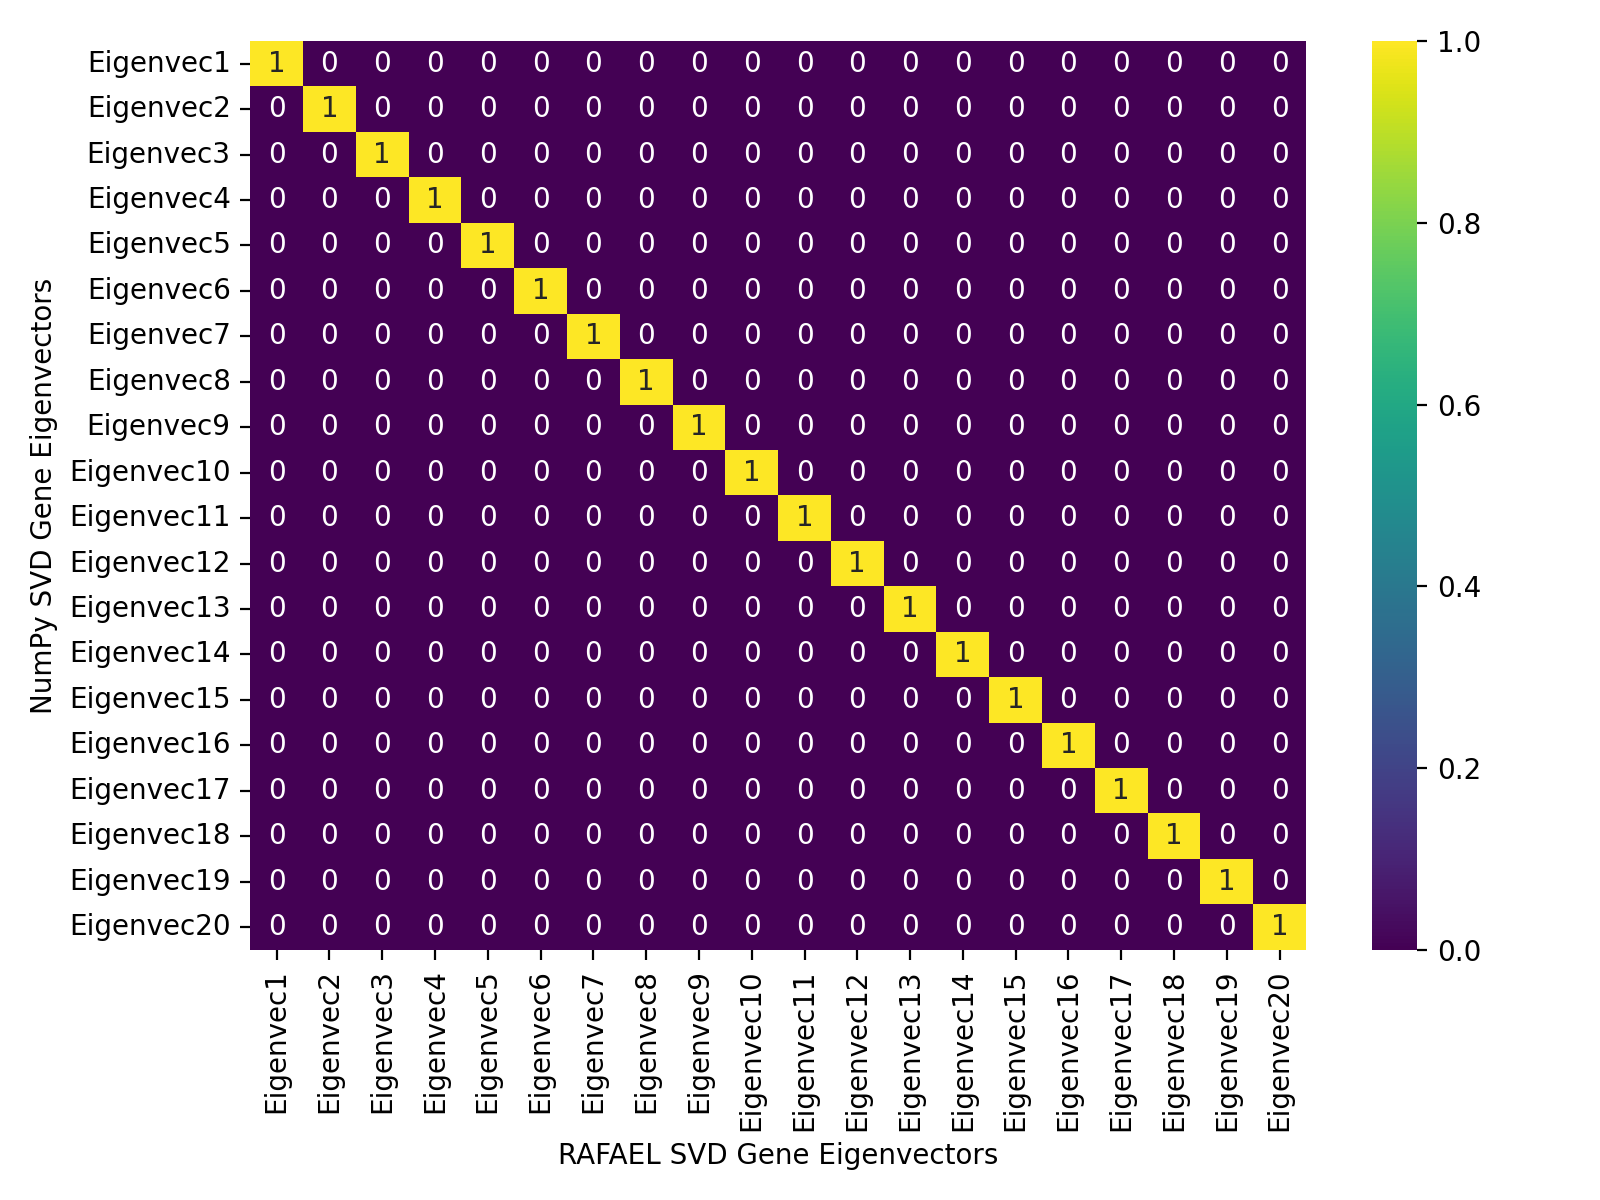 Eigenvec1 1 0 0 0 0 0 0 0 0 0 0 0 0 0 0 0 0 0 0 0
Eigenvec2 0 1 0 0 0 0 0 0 0 0 0 0 0 0 0 0 0 0 0 0
Eigenvec3 0 0 1 0 0 0 0 0 0 0 0 0 0 0 0 0 0 0 0 0
Eigenvec4 0 0 0 1 0 0 0 0 0 0 0 0 0 0 0 0 0 0 0 0
Eigenvec5 0 0 0 0 1 0 0 0 0 0 0 0 0 0 0 0 0 0 0 0
Eigenvec6 0 0 0 0 0 1 0 0 0 0 0 0 0 0 0 0 0 0 0 0
Eigenvec7 0 0 0 0 0 0 1 0 0 0 0 0 0 0 0 0 0 0 0 0
Eigenvec8 0 0 0 0 0 0 0 1 0 0 0 0 0 0 0 0 0 0 0 0
Eigenvec9 0 0 0 0 0 0 0 0 1 0 0 0 0 0 0 0 0 0 0 0
Eigenvec10 0 0 0 0 0 0 0 0 0 1 0 0 0 0 0 0 0 0 0 0
Eigenvec11 0 0 0 0 0 0 0 0 0 0 1 0 0 0 0 0 0 0 0 0
Eigenvec12 0 0 0 0 0 0 0 0 0 0 0 1 0 0 0 0 0 0 0 0
Eigenvec13 0 0 0 0 0 0 0 0 0 0 0 0 1 0 0 0 0 0 0 0
Eigenvec14 0 0 0 0 0 0 0 0 0 0 0 0 0 1 0 0 0 0 0 0
Eigenvec15 0 0 0 0 0 0 0 0 0 0 0 0 0 0 1 0 0 0 0 0
Eigenvec16 0 0 0 0 0 0 0 0 0 0 0 0 0 0 0 1 0 0 0 0
Eigenvec17 0 0 0 0 0 0 0 0 0 0 0 0 0 0 0 0 1 0 0 0
Eigenvec18 0 0 0 0 0 0 0 0 0 0 0 0 0 0 0 0 0 1 0 0
Eigenvec19 0 0 0 0 0 0 0 0 0 0 0 0 0 0 0 0 0 0 1 0
Eigenvec20 0 0 0 0 0 0 0 0 0 0 0 0 0 0 0 0 0 0 0 1
NumPy SVD Gene Eigenvectors
Eigenvec1
Eigenvec2
Eigenvec3
Eigenvec4
Eigenvec5
Eigenvec6
Eigenvec7
Eigenvec8
Eigenvec9
Eigenvec10
Eigenvec11
Eigenvec12
Eigenvec13
Eigenvec14
Eigenvec15
Eigenvec16
Eigenvec17
Eigenvec18
Eigenvec19
Eigenvec20
RAFAEL SVD Gene Eigenvectors
1.0
0.8
0.6
0.4
0.2
0.0